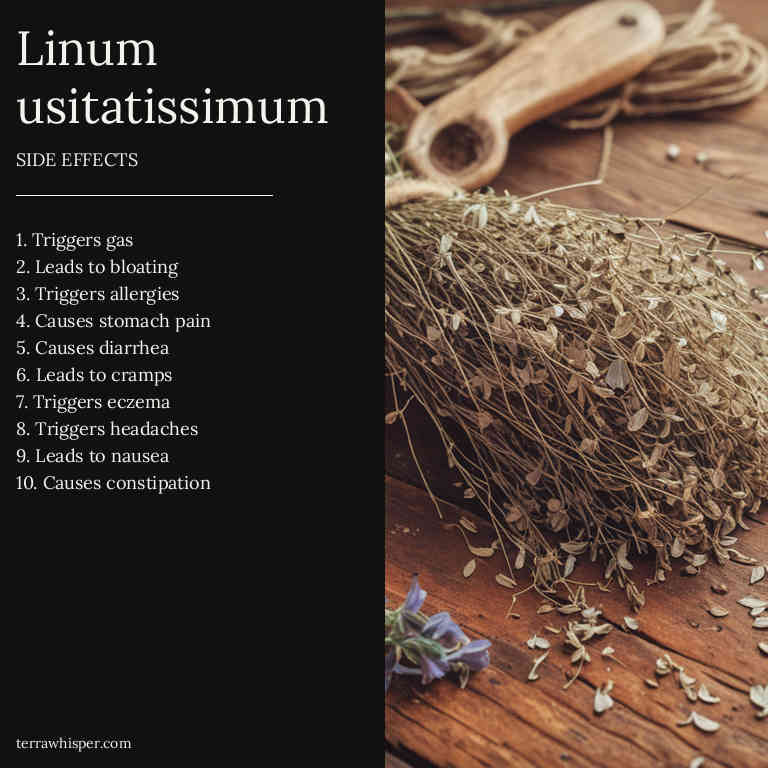 Linum
usitatissimum
SIDE EFFECTS
1. Triggers gas
2. Leads to bloating
3. Triggers allergies
4. Causes stomach pain
5. Causes diarrhea
6. Leads to cramps
7. Triggers eczema
8. Triggers headaches
9. Leads to nausea
10. Causes constipation
terrawhisper.com